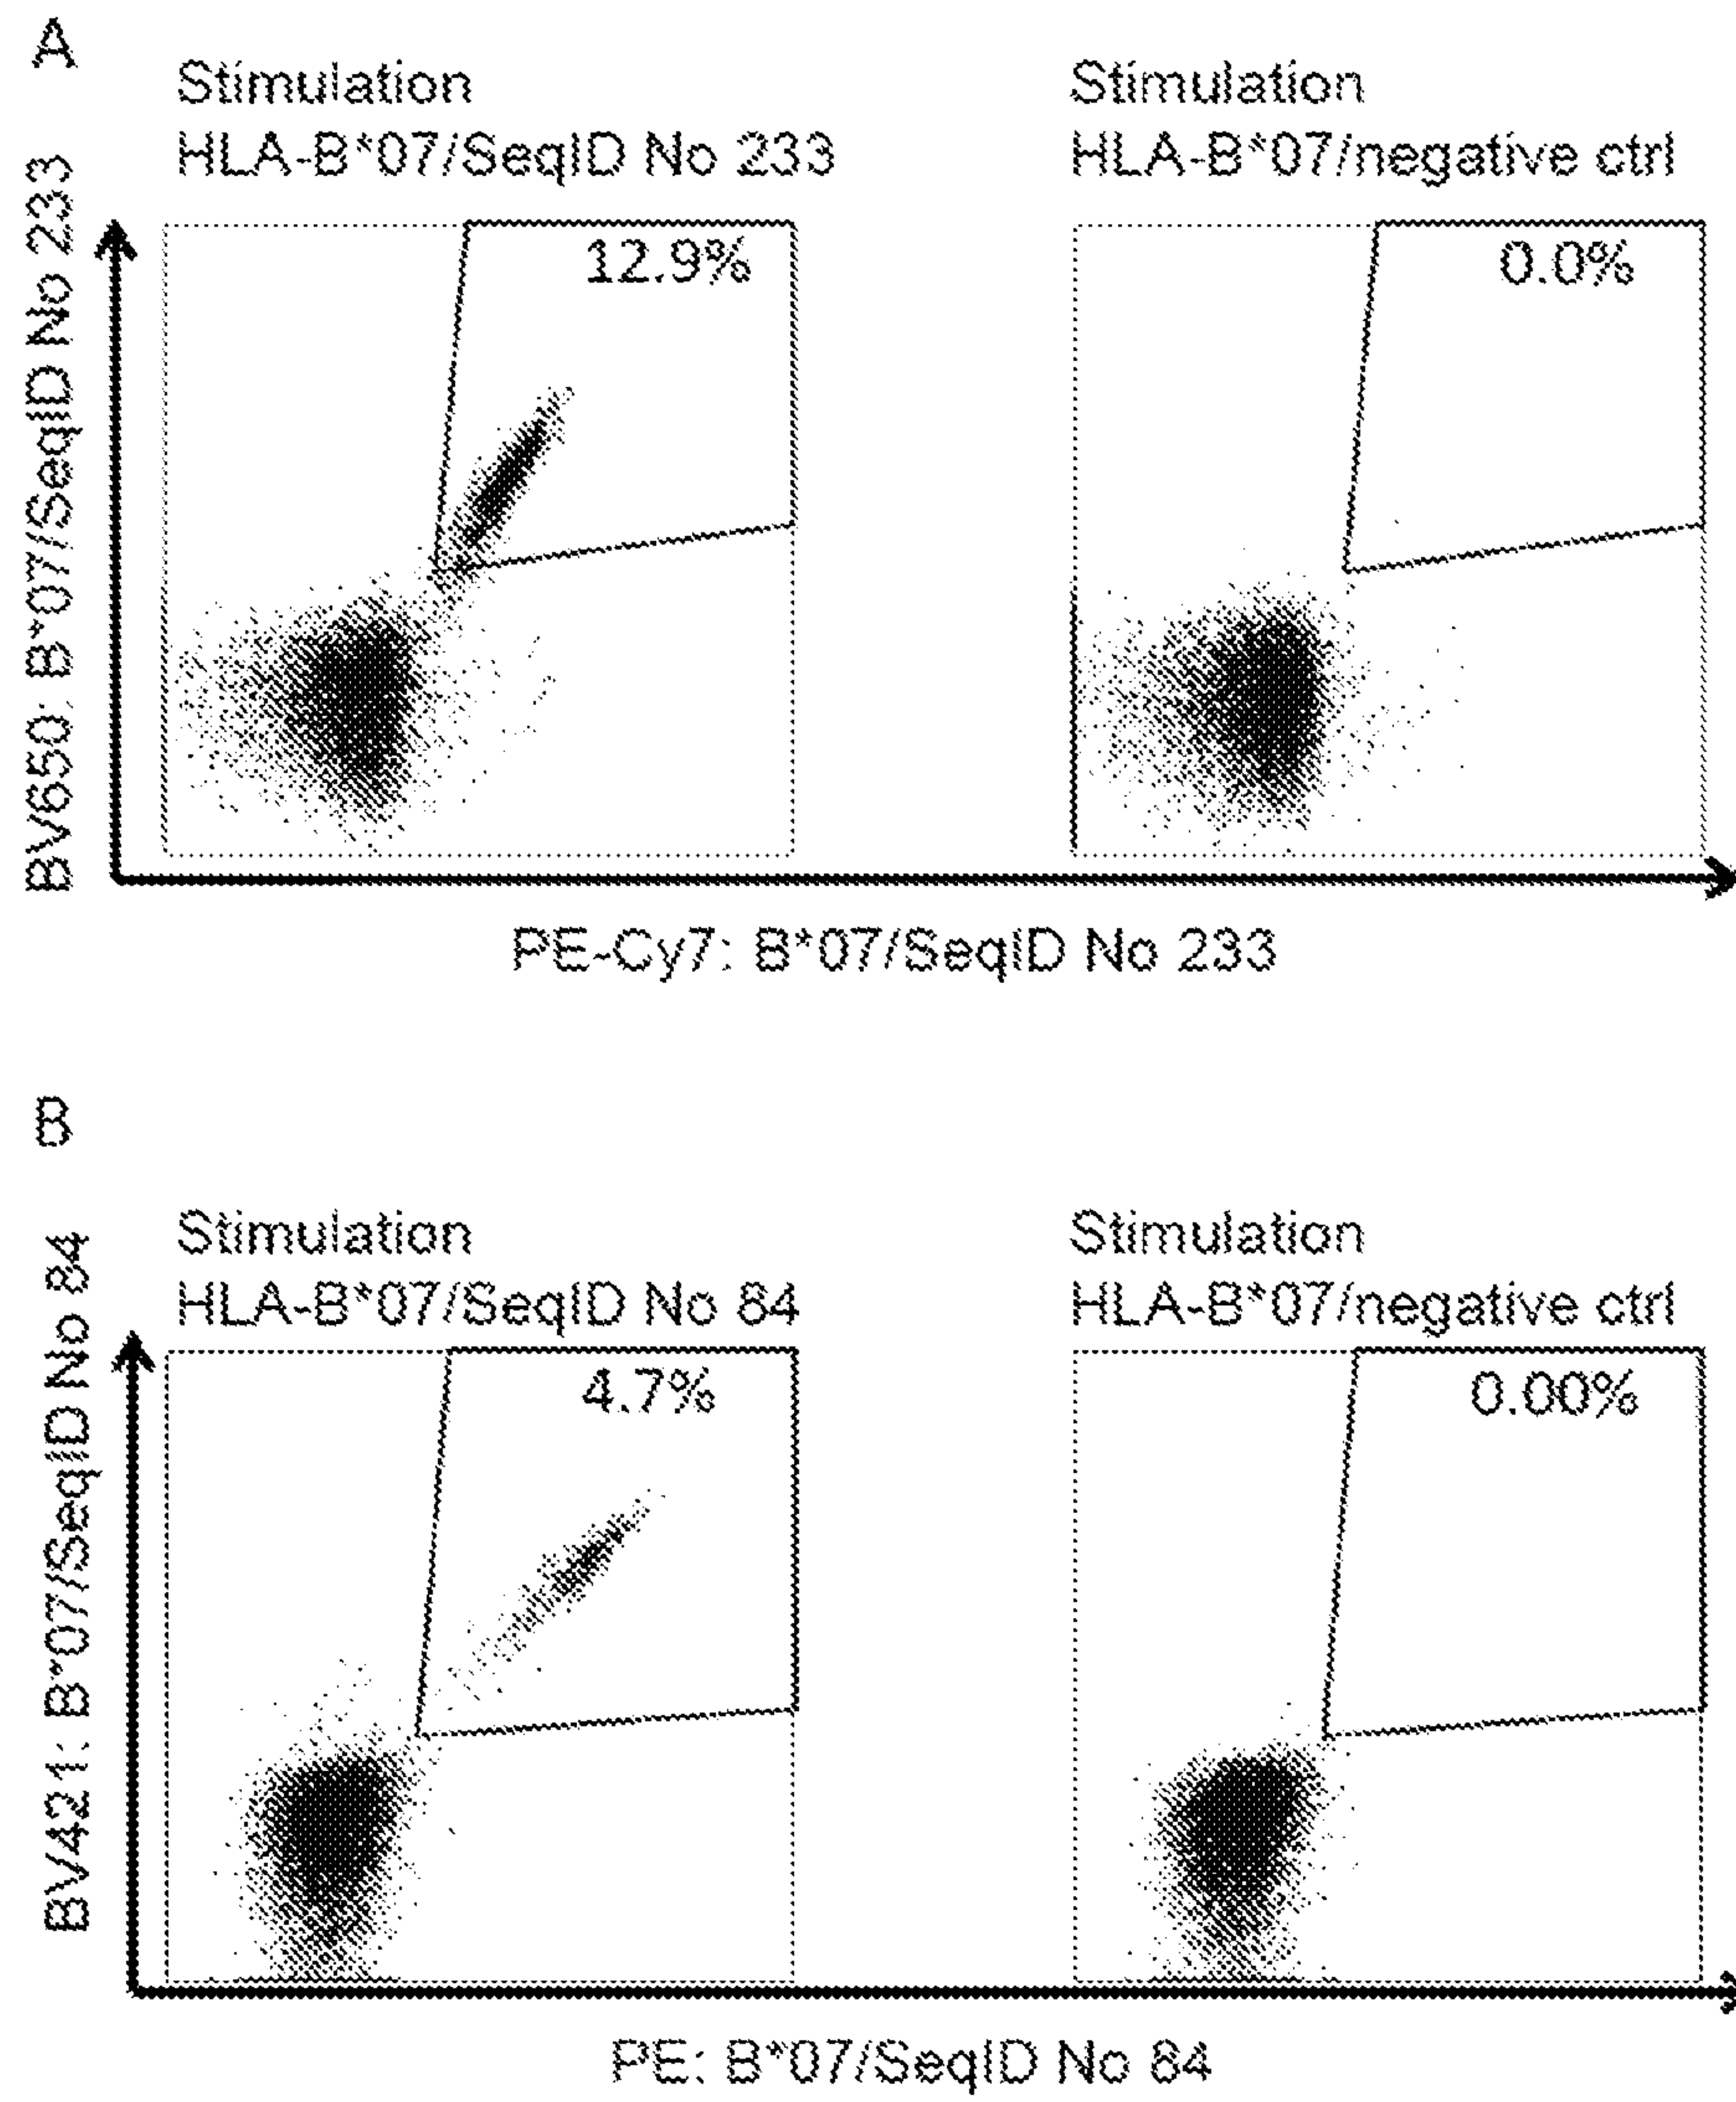 A
Stimulation
HLA-B*07/SeqID No 233
Stimulation
HLA-B*07/negative ctrl
12.9%
0.0%
BV650: B*07/SeqID No 233
PE-Cy7: B*07/SeqID No 233
B
Stimulation
HLA-B*07/SeqID No 84
Stimulation
HLA-B*07/negative ctrl
4.7%
0.00%
BV421: B*07/SeqID No 84
PE: B*07/SeqID No 84